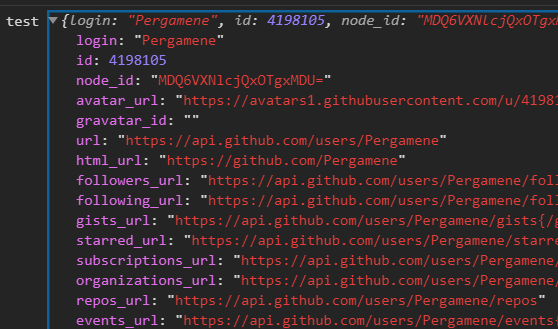 test {login: "Pergamene", id: 4198105, node_id: "MDQ6VXNlcjQxOTgx
login: "Pergamene"
id: 4198105
node_id: "MDQ6VXNlcjQxOTgxMDU="
avatar_url: "https://avatars1.githubusercontent.com/u/41981
gravatar_id: ""
url: "https://api.github.com/users/Pergamene"
html_url: "https://github.com/Pergamene"
followers_url: "https://api.github.com/users/Pergamene/foll
following_url: "https://api.github.com/users/Pergamene/foll
gists_url: "https://api.github.com/users/Pergamene/gists{/g
starred_url: "https://api.github.com/users/Pergamene/starre
subscriptions_url: "https://api.github.com/users/Pergamene/
organizations_url: "https://api.github.com/users/Pergamene/
repos_url: "https://api.github.com/users/Pergamene/repos"
events_url: "https://api.github.com/users/Pergamene/events